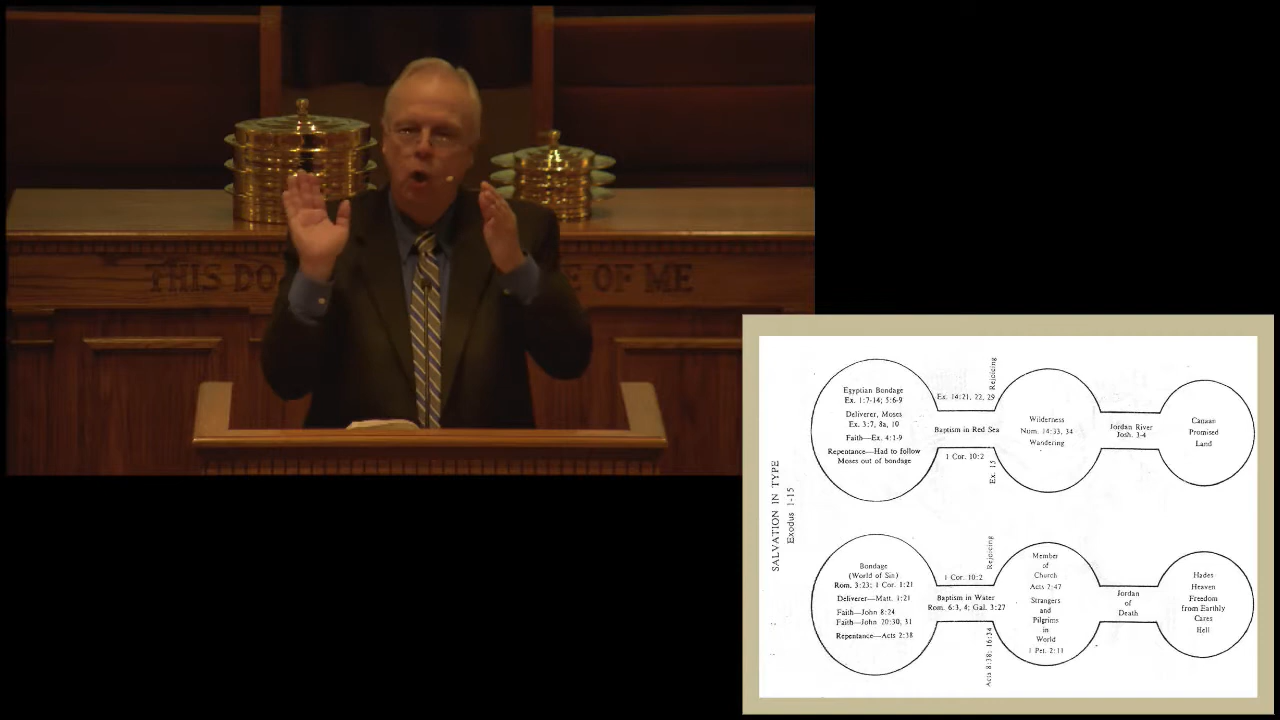 THIS DO
E OF ME
SALVATION IN TYPE
Exodus 1-15
Egyptian Bondage
Ex. 1:7-14; 5:6-9
Deliverer, Moses
Ex. 3:7, 8a, 10
Faith—Ex. 4:1-9
Repentance—Had to follow
Moses out of bondage
Ex. 14:21, 22, 29
Baptism in Red Sea
1 Cor. 10:2
Rejoicing
Ex. 15
Wilderness
Num. 14:33, 34
Wandering
Jordan River
Josh. 3-4
Canaan
Promised
Land
Bondage
(World of Sin)
Rom. 3:23; 1 Cor. 1:21
Deliverer—Matt. 1:21
Faith—John 8:24
Faith—John 20:30, 31
Repentance—Acts 2:38
1 Cor. 10:2
Baptism in Water
Rom. 6:3, 4; Gal. 3:27
Rejoicing
Acts 8:38; 16:34
Member
of
Church
Acts 2:47
Strangers
and
Pilgrims
in
World
1 Pet. 2:11
Jordan
of
Death
Hades
Heaven
Freedom
from Earthly
Cares
Hell